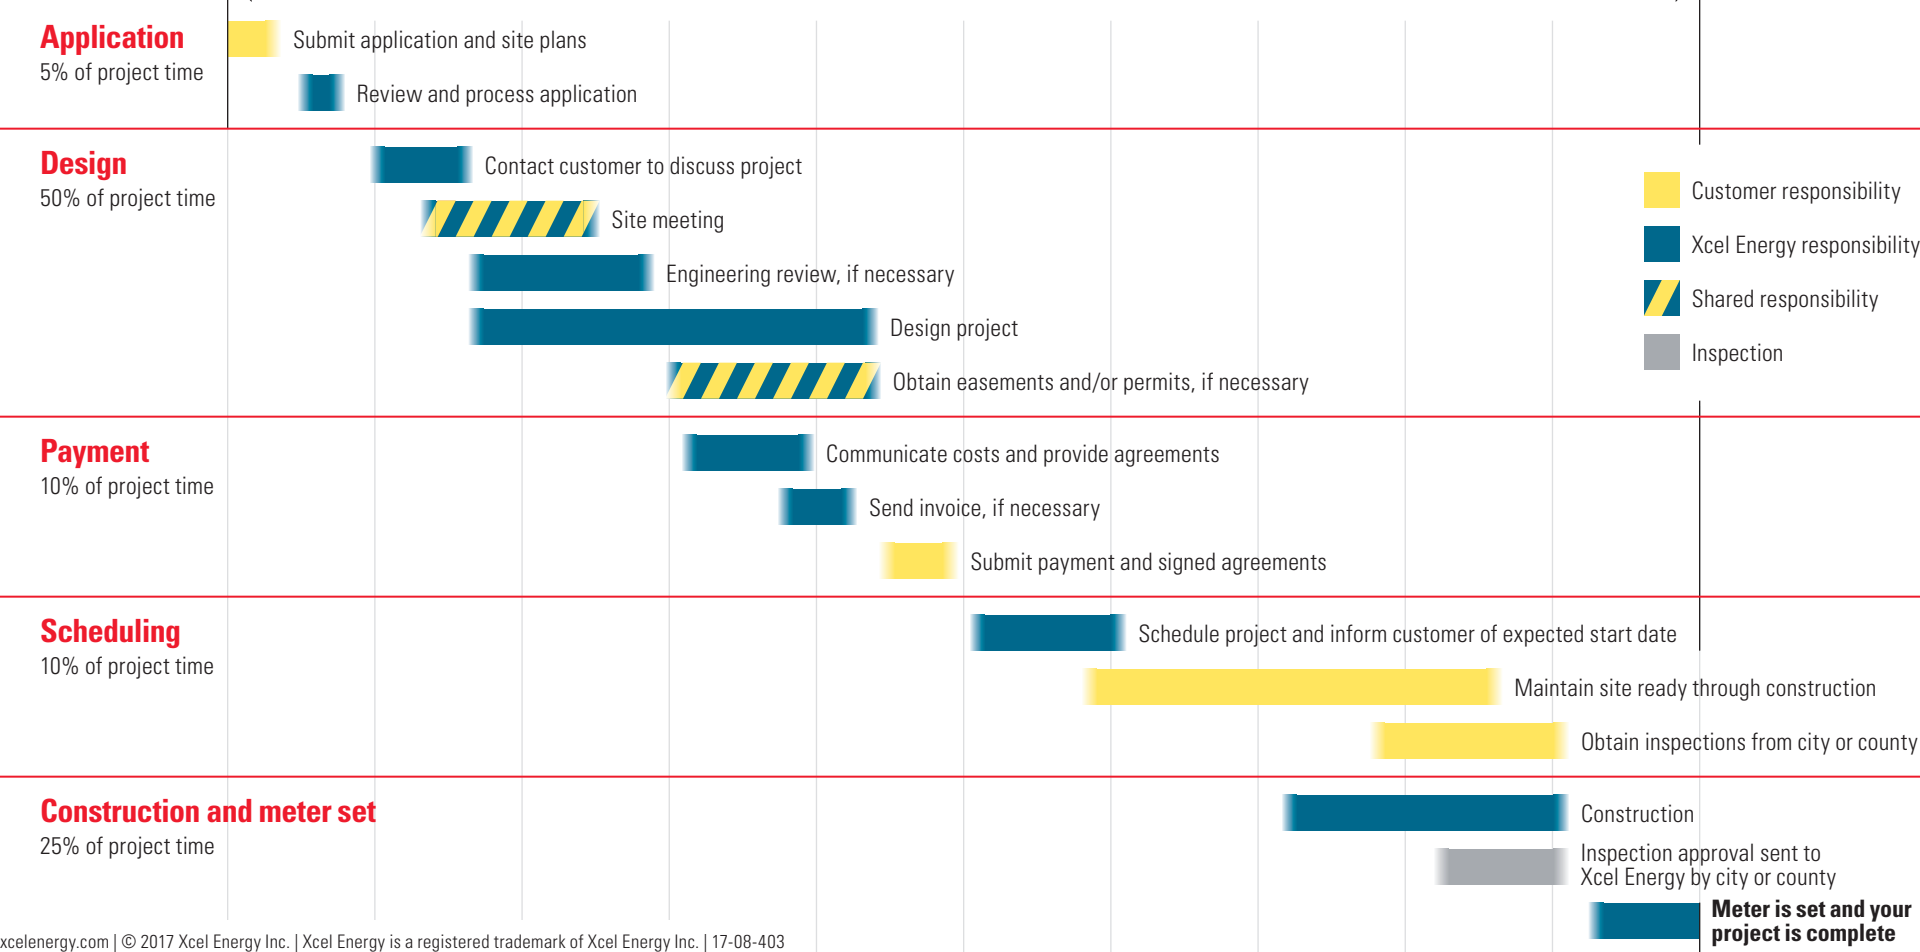 Application
5% of project time
Submit application and site plans
Review and process application
Design
50% of project time
Contact customer to discuss project
Site meeting
Engineering review, if necessary
Design project
Obtain easements and/or permits, if necessary
Customer responsibility
Xcel Energy responsibility
Shared responsibility
Inspection
Payment
10% of project time
Communicate costs and provide agreements
Send invoice, if necessary
Submit payment and signed agreements
Scheduling
10% of project time
Schedule project and inform customer of expected start date
Maintain site ready through construction
Obtain inspections from city or county
Construction and meter set
25% of project time
Construction
Inspection approval sent to
Xcel Energy by city or county
Meter is set and your
project is complete
xcelenergy.com | © 2017 Xcel Energy Inc. | Xcel Energy is a registered trademark of Xcel Energy Inc. | 17-08-403